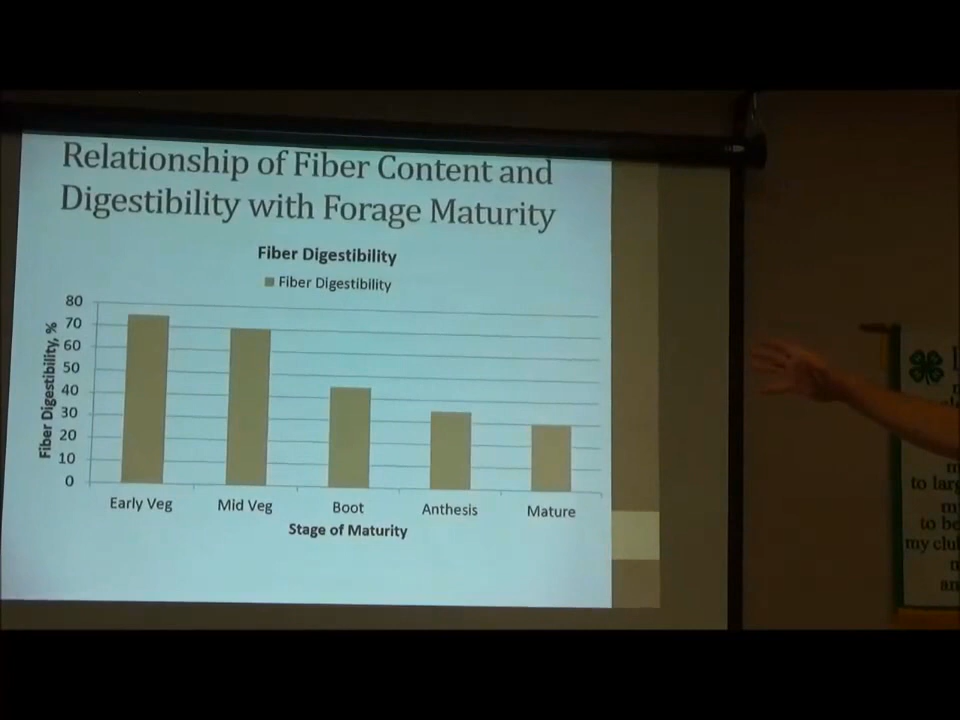 Relationship of Fiber Content and
Digestibility with Forage Maturity
Fiber Digestibility
Fiber Digestibility
Fiber Digestibility, %
80
70
60
50
40
30
20
10
0
Early Veg
Mid Veg
Boot
Anthesis
Mature
Stage of Maturity
to larg
my
to be
my clu